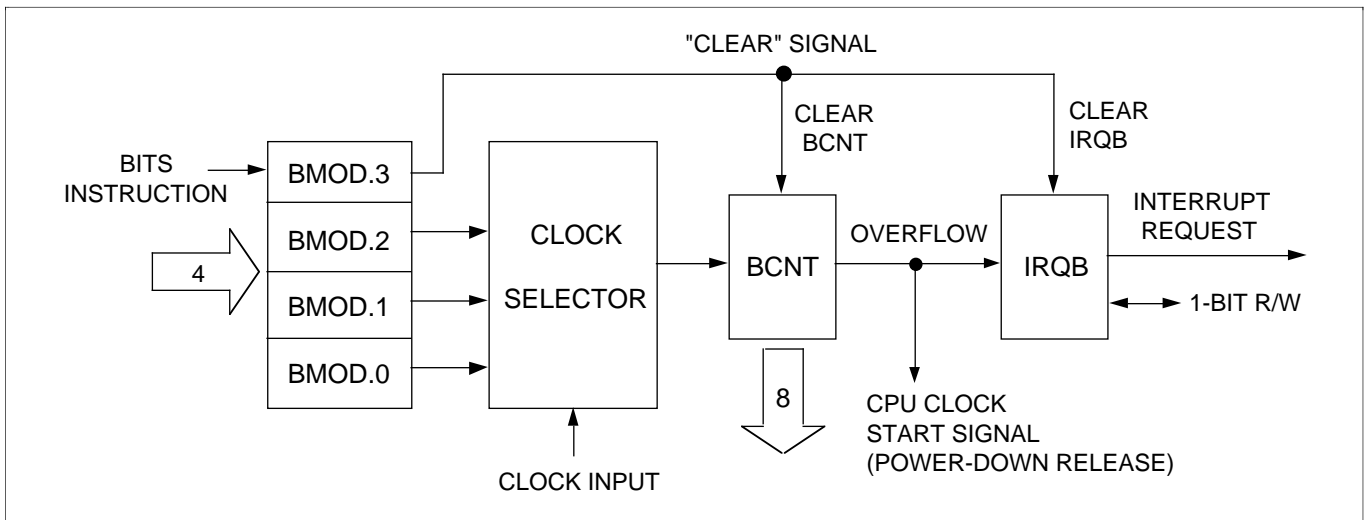 "CLEAR" SIGNAL
CLEAR
BCNT
CLEAR
IRQB
BITS
INSTRUCTION
BMOD.3
BMOD.2
BMOD.1
BMOD.0
4
CLOCK
SELECTOR
CLOCK INPUT
BCNT
8
OVERFLOW
CPU CLOCK
START SIGNAL
(POWER-DOWN RELEASE)
IRQB
INTERRUPT
REQUEST
1-BIT R/W